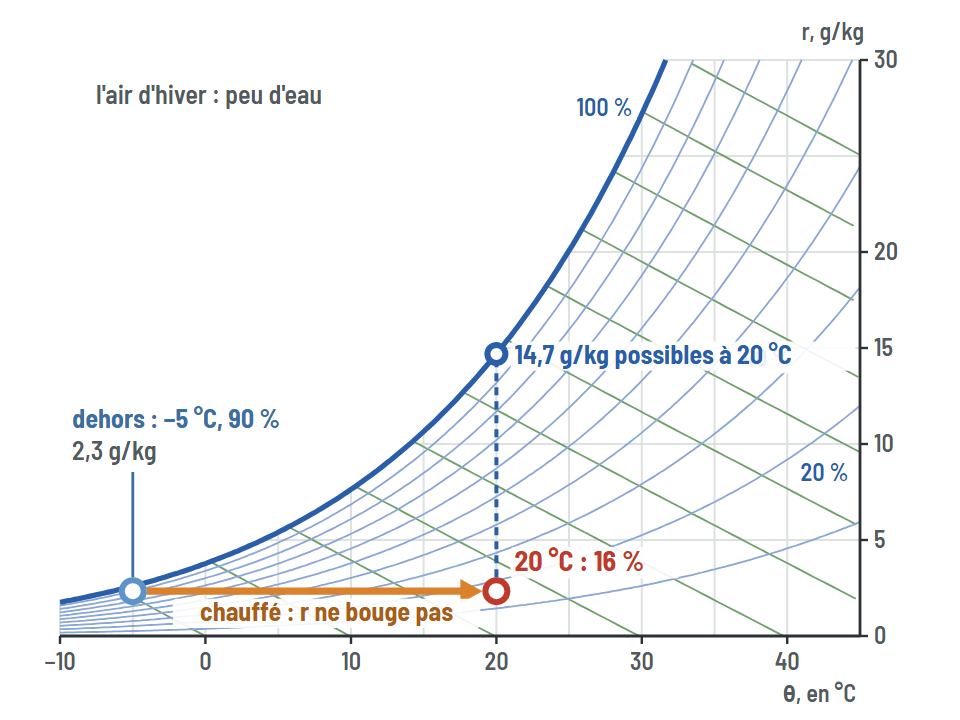 r, g/kg
30
l'air d'hiver : peu d'eau
100 %
20
14,7 g/kg possibles à 20 °C
15
dehors : –5 °C, 90 %
2,3 g/kg
10
20 %
5
20 °C : 16 %
chauffé : r ne bouge pas
0
–10
0
10
20
30
40
θ, en °C